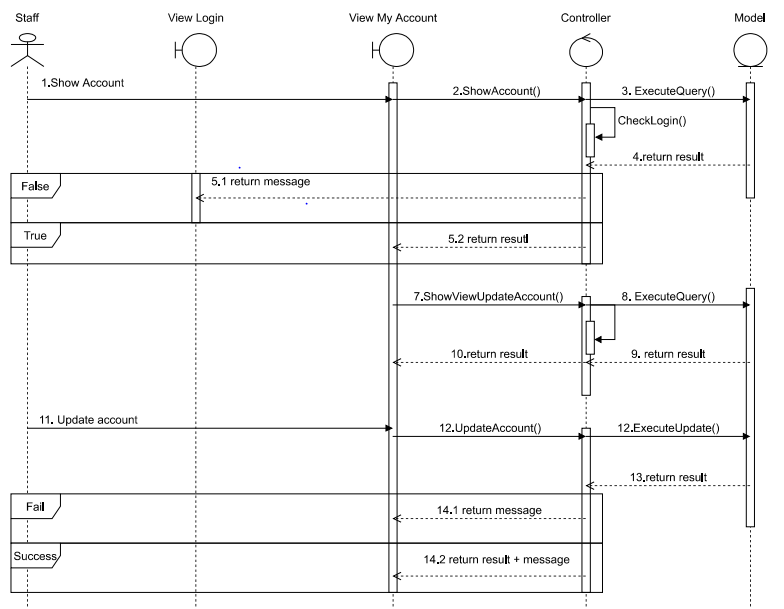 Staff
View Login
View My Account
Controller
Model
1.Show Account
2.ShowAccount()
3. ExecuteQuery()
CheckLogin()
4.return result
False
5.1 return message
True
5.2 return resutl
7.ShowViewUpdateAccount()
8. ExecuteQuery()
10.return result
9. return result
11. Update account
12.UpdateAccount()
12.ExecuteUpdate()
13.return result
Fail
14.1 return message
Success
14.2 return result + message